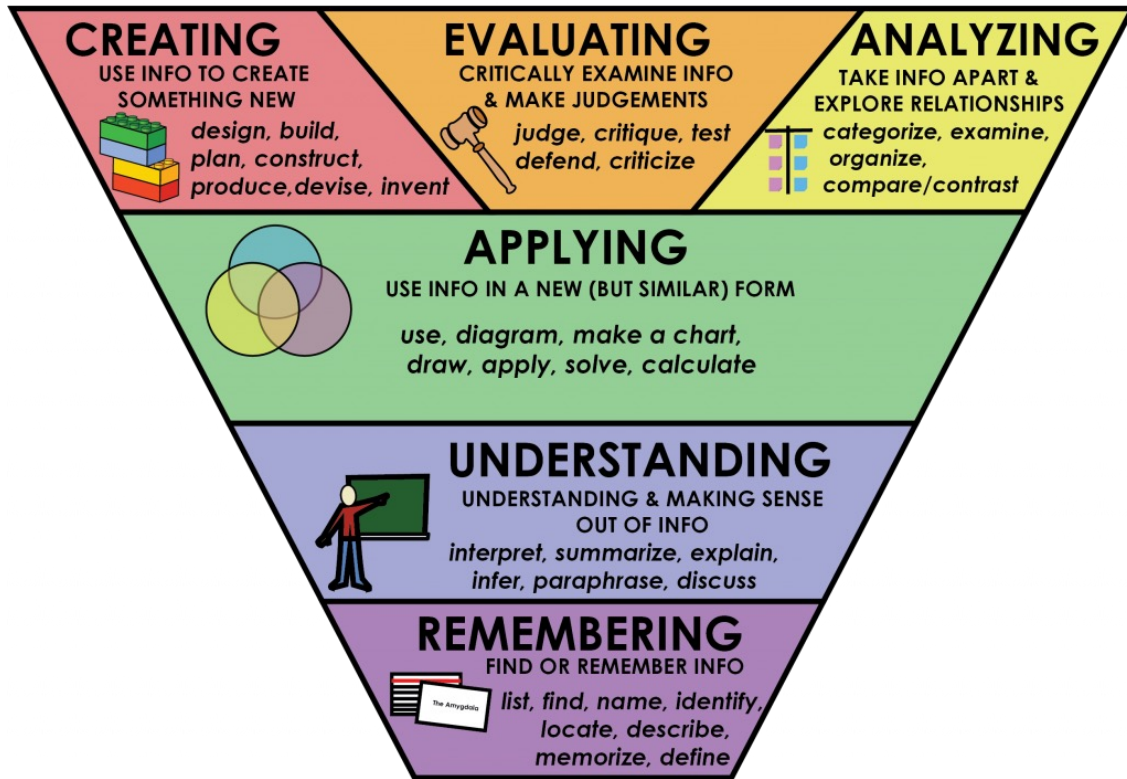 CREATING
USE INFO TO CREATE
SOMETHING NEW
design, build,
plan, construct,
produce,devise, invent
EVALUATING
CRITICALLY EXAMINE INFO
& MAKE JUDGEMENTS
judge, critique, test
defend, criticize
ANALYZING
TAKE INFO APART &
EXPLORE RELATIONSHIPS
categorize, examine,
organize,
compare/contrast
APPLYING
USE INFO IN A NEW (BUT SIMILAR) FORM
use, diagram, make a chart,
draw, apply, solve, calculate
UNDERSTANDING
UNDERSTANDING & MAKING SENSE
OUT OF INFO
interpret, summarize, explain,
infer, paraphrase, discuss
REMEMBERING
FIND OR REMEMBER INFO
The Amygdala
list, find, name, identify,
locate, describe,
memorize, define